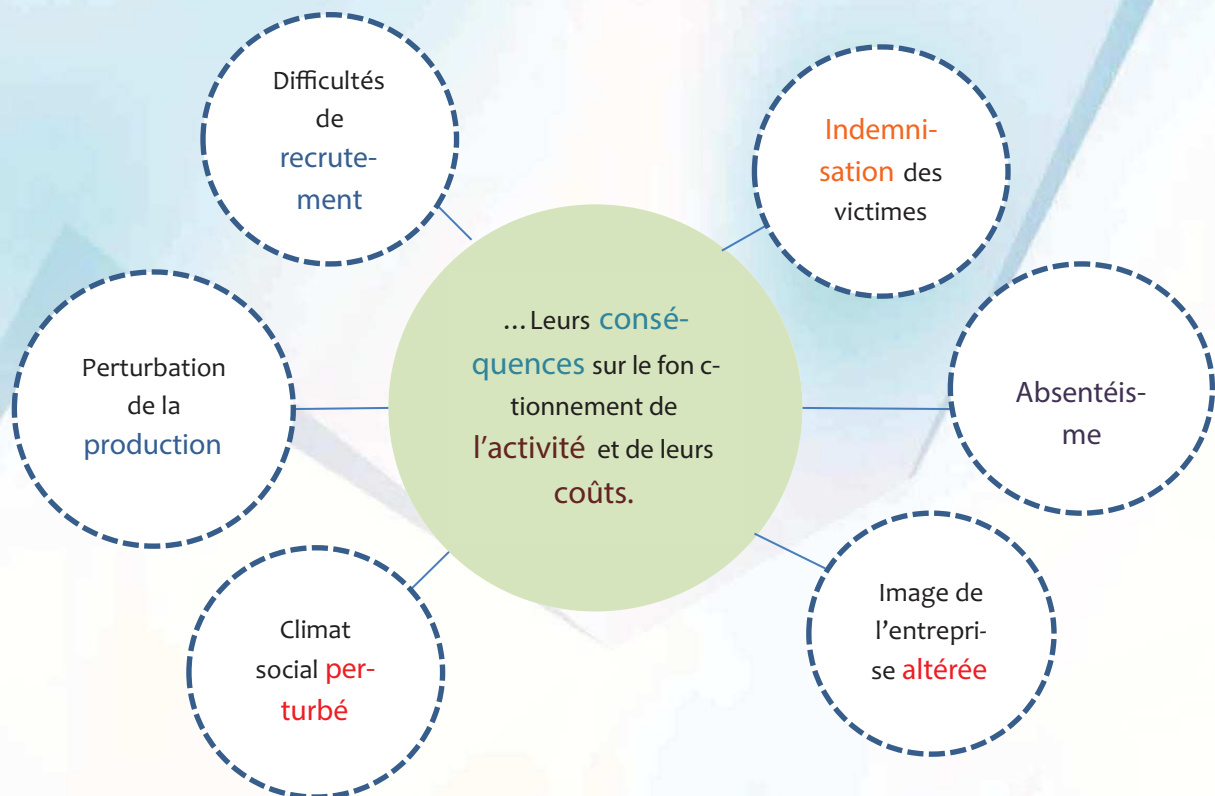 Difficultés
de
recrute-
ment
Indemni-
sation des
victimes
Perturbation
de la
production
…Leurs consé-
quences sur le fon c-
tionnement de
l’activité et de leurs
coûts.
Absentéis-
me
Climat
social per-
turbé
Image de
l’entrepri-
se altérée